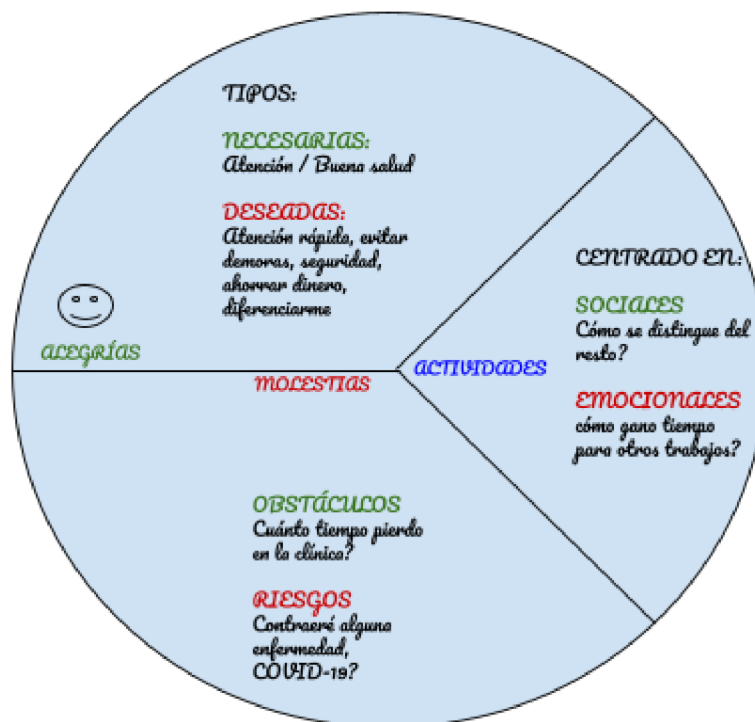 TIPOS:
NECESARIAS:
Atención / Buena salud
DESEADAS:
Atención rápida, evitar
demoras, seguridad,
ahorrar dinero,
diferenciarme
ALEGRÍAS
MOLESTIAS
OBSTÁCULOS
Cuánto tiempo pierdo
en la clínica?
RIESGOS
Contraeré alguna
enfermedad,
COVID-19?
ACTIVIDADES
CENTRADO EN:
SOCIALES
Cómo se distingue del
resto?
EMOCIONALES
cómo gano tiempo
para otros trabajos?